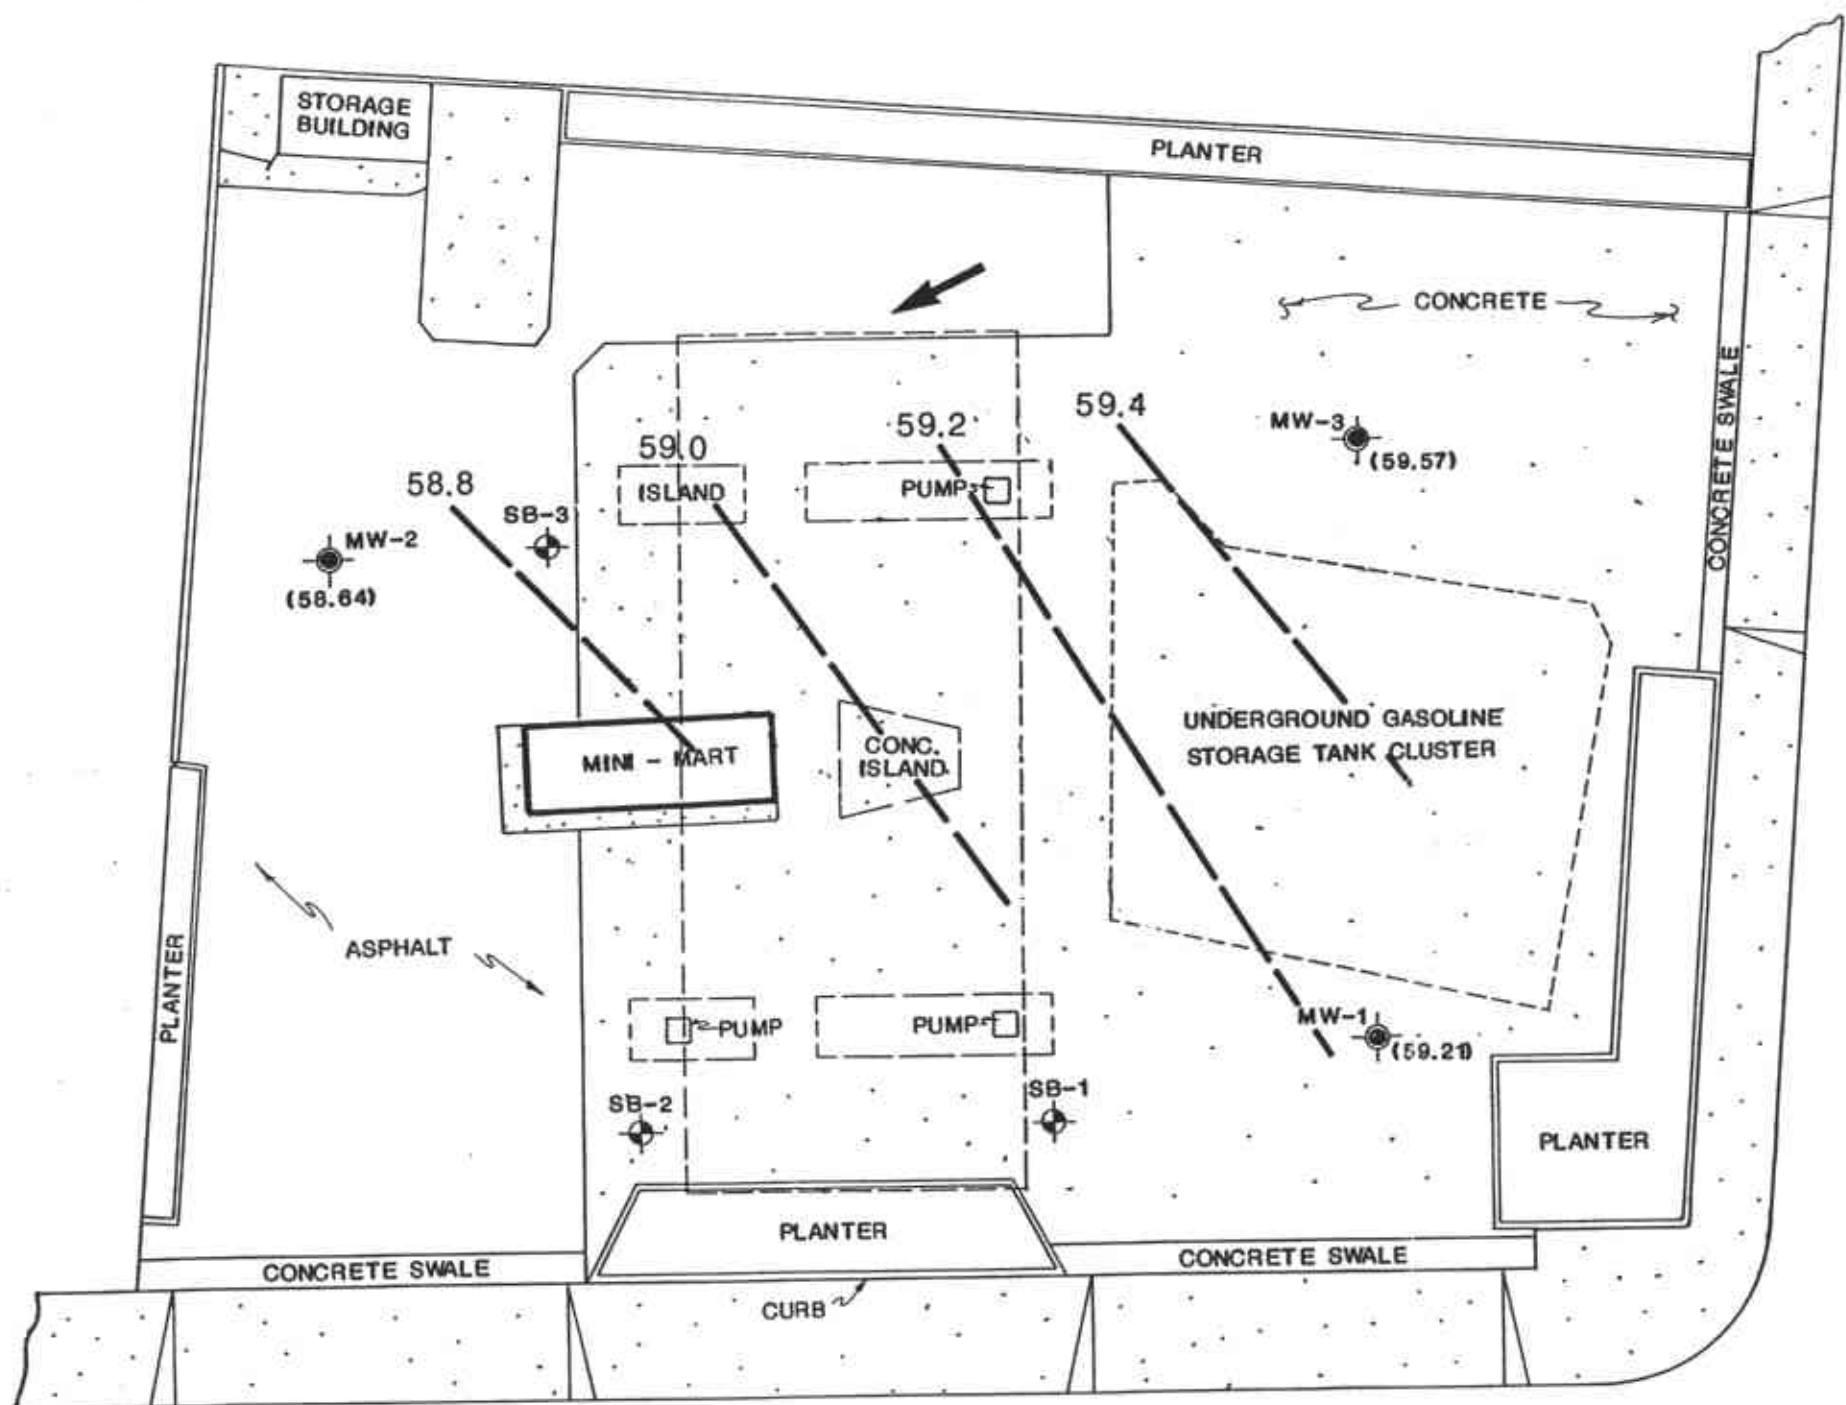 STORAGE
BUILDING
PLANTER
CONCRETE
CONCRETE SWALE
59.4
MW-3
(59.57)
59.2
59.0
58.8
ISLAND
PUMP
SB-3
MW-2
(58.64)
UNDERGROUND GASOLINE
STORAGE TANK CLUSTER
MINI - MART
CONC.
ISLAND
ASPHALT
PLANTER
PUMP
PUMP
MW-1
(59.21)
SB-2
SB-1
PLANTER
PLANTER
CONCRETE SWALE
CONCRETE SWALE
CURB